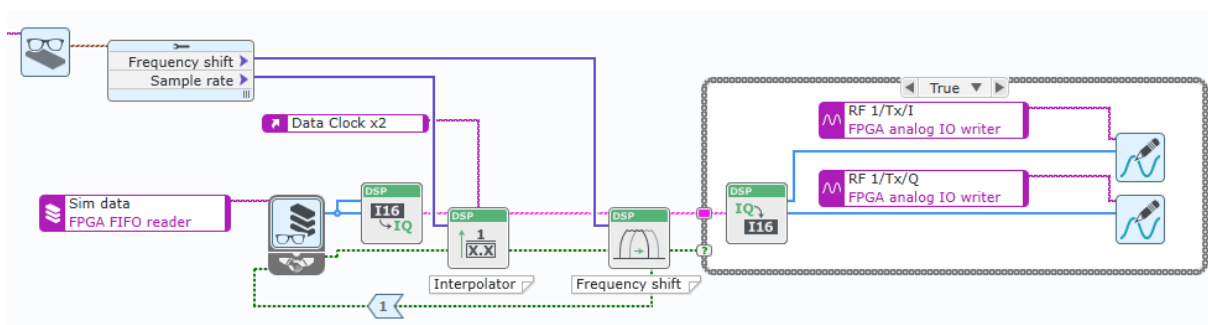 Frequency shift
Sample rate
Data Clock x2
True
RF 1/Tx/I
FPGA analog IO writer
RF 1/Tx/Q
FPGA analog IO writer
Sim data
FPGA FIFO reader
DSP
I16
IQ
DSP
1
X.X
Interpolator
DSP
Frequency shift
DSP
IQ
I16
?
1